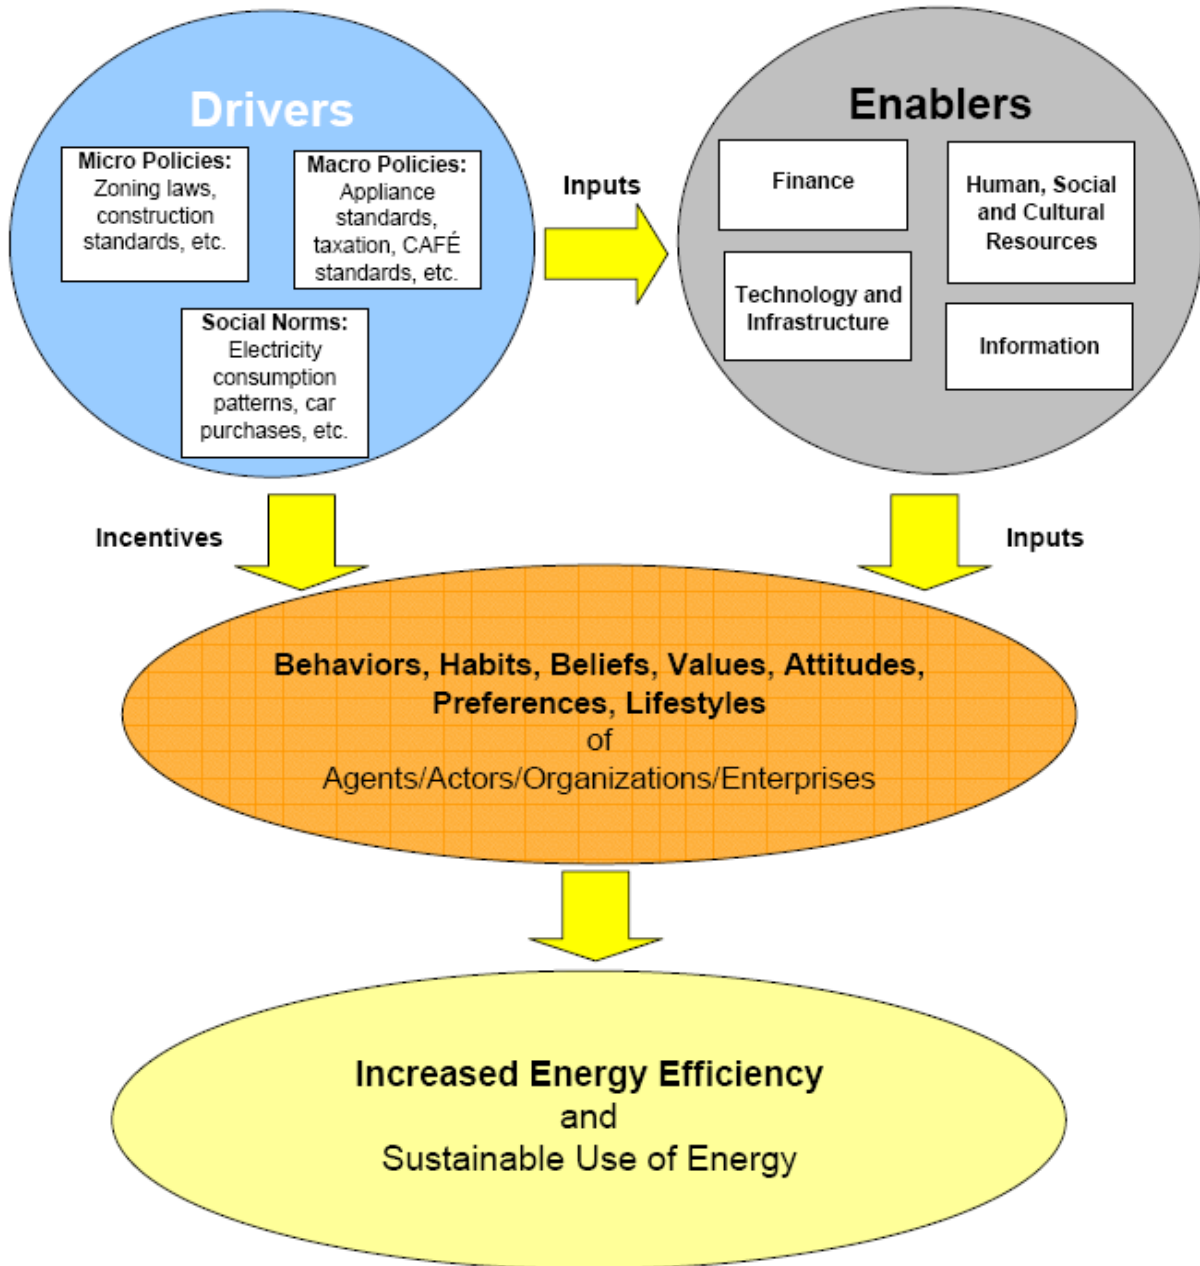 Drivers
Micro Policies:
Zoning laws,
construction
standards, etc.
Macro Policies:
Appliance
standards,
taxation, CAFÉ
standards, etc.
Social Norms:
Electricity
consumption
patterns, car
purchases, etc.
Inputs
Enablers
Finance
Human, Social
and Cultural
Resources
Technology and
Infrastructure
Information
Incentives
Inputs
Behaviors, Habits, Beliefs, Values, Attitudes,
Preferences, Lifestyles
of
Agents/Actors/Organizations/Enterprises
Increased Energy Efficiency
and
Sustainable Use of Energy